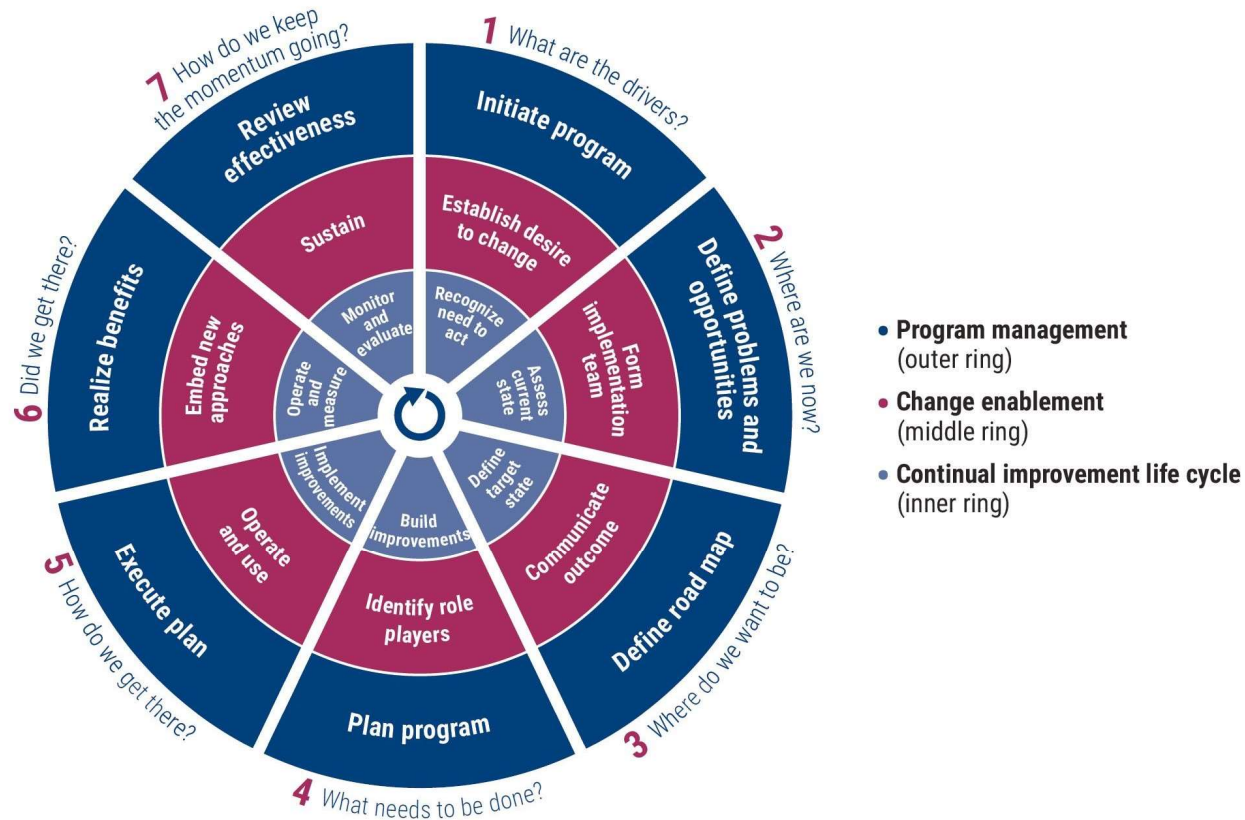 1 What are the drivers?
Initiate program
Establish desire
to change
Recognize
need to
act
2 Where are we now?
Define problems and
opportunities
Form
implementation
team
Assess
current
state
3 Where do we want to be?
Define road map
Communicate
outcome
Define
target
state
4 What needs to be done?
Plan program
Identify role
players
Build
improvements
5 How do we get there?
Execute plan
Operate
and use
Implement
improvements
6 Did we get there?
Realize benefits
Embed new
approaches
Operate
and
measure
7 How do we keep
the momentum going?
Review
effectiveness
Sustain
Monitor
and
evaluate
• Program management
(outer ring)
• Change enablement
(middle ring)
• Continual improvement life cycle
(inner ring)